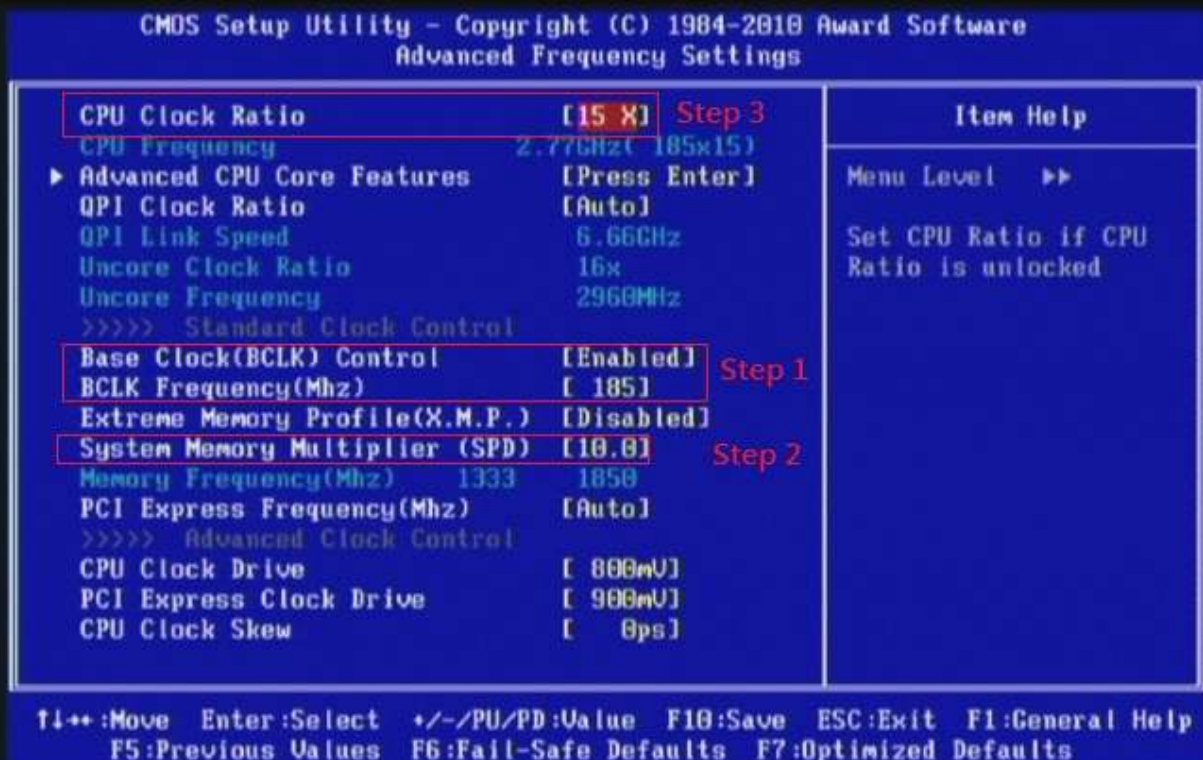 CMOS Setup Utility - Copyright (C) 1984-2010 Award Software
Advanced Frequency Settings
CPU Clock Ratio [15 X] Step 3
CPU Frequency 2.77GHz( 185x15)
▶ Advanced CPU Core Features [Press Enter]
QPI Clock Ratio [Auto]
QPI Link Speed 6.66GHz
Uncore Clock Ratio 16x
Uncore Frequency 2960MHz
>>>>> Standard Clock Control
Base Clock(BCLK) Control [Enabled] Step 1
BCLK Frequency(Mhz) [ 185]
Extreme Memory Profile(X.M.P.) [Disabled]
System Memory Multiplier (SPD) [10.0] Step 2
Memory Frequency(Mhz) 1333 1850
PCI Express Frequency(Mhz) [Auto]
>>>>> Advanced Clock Control
CPU Clock Drive [ 800mV]
PCI Express Clock Drive [ 900mV]
CPU Clock Skew [ 0ps]
Item Help
Menu Level ▶▶
Set CPU Ratio if CPU
Ratio is unlocked
↑↓→←:Move Enter:Select +/-/PU/PD:Value F10:Save ESC:Exit F1:General Help
F5:Previous Values F6:Fail-Safe Defaults F7:Optimized Defaults